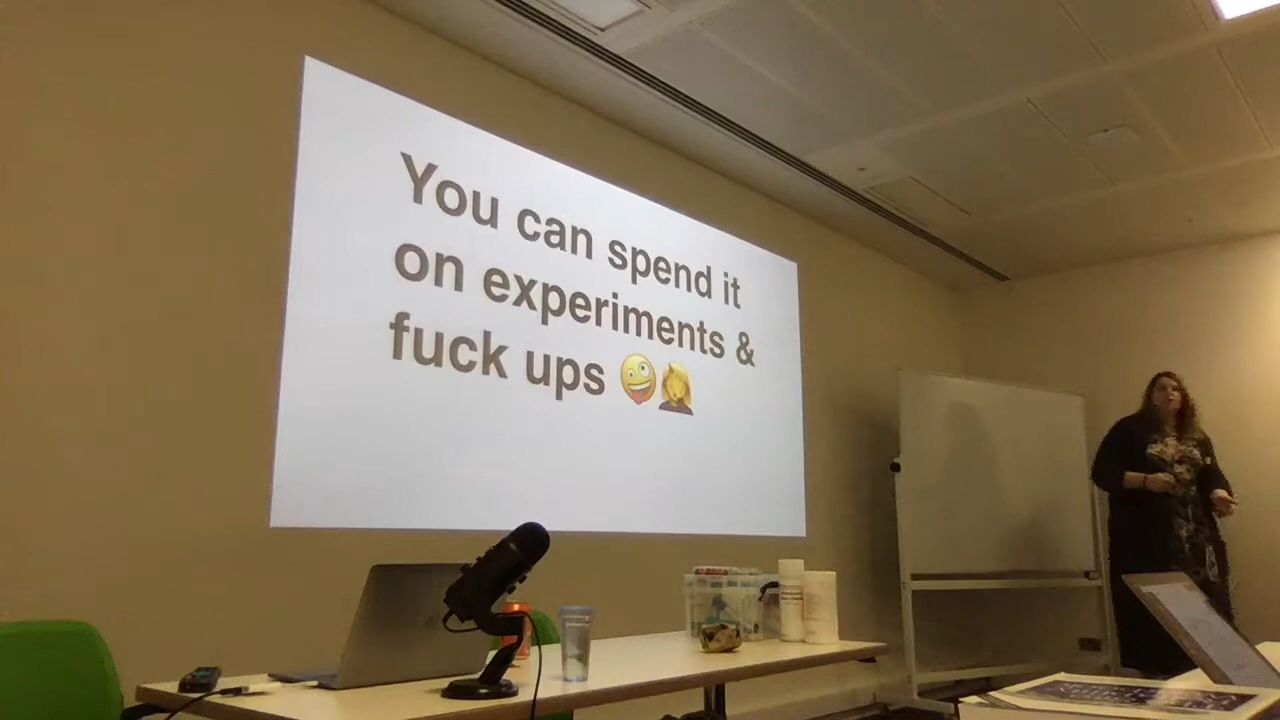 You can spend it
on experiments &
fuck ups 🤪🤦‍♀️